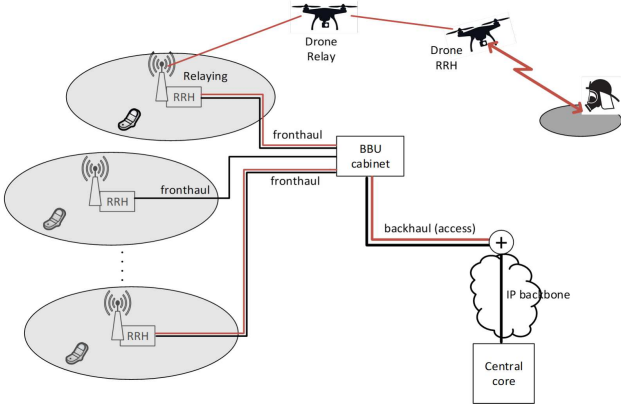 Drone
Relay
Drone
RRH
Relaying
RRH
fronthaul
BBU
cabinet
fronthaul
fronthaul
RRH
backhaul (access)
+
IP backbone
RRH
Central
core